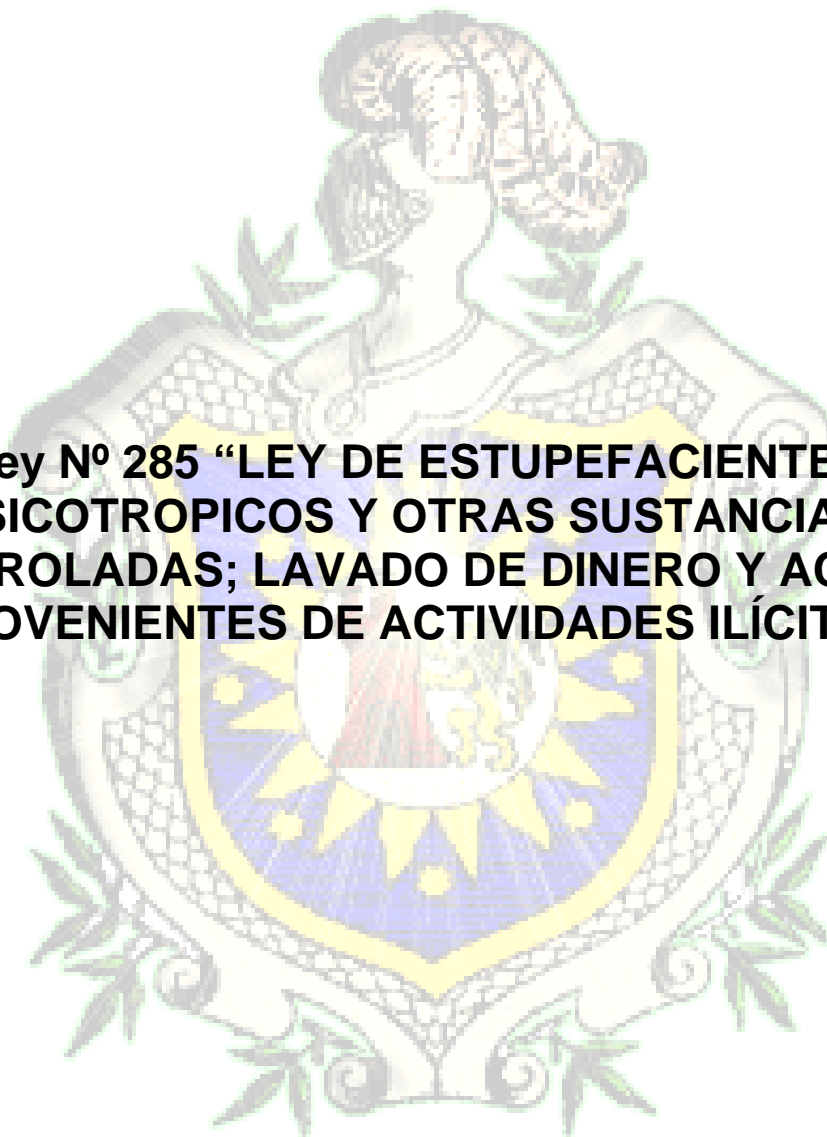 ey Nº 285 “LEY DE ESTUPEFACIENTE
SICOTROPICOS Y OTRAS SUSTANCIA
ROLADAS; LAVADO DE DINERO Y AC
OVENIENTES DE ACTIVIDADES ILÍCIT